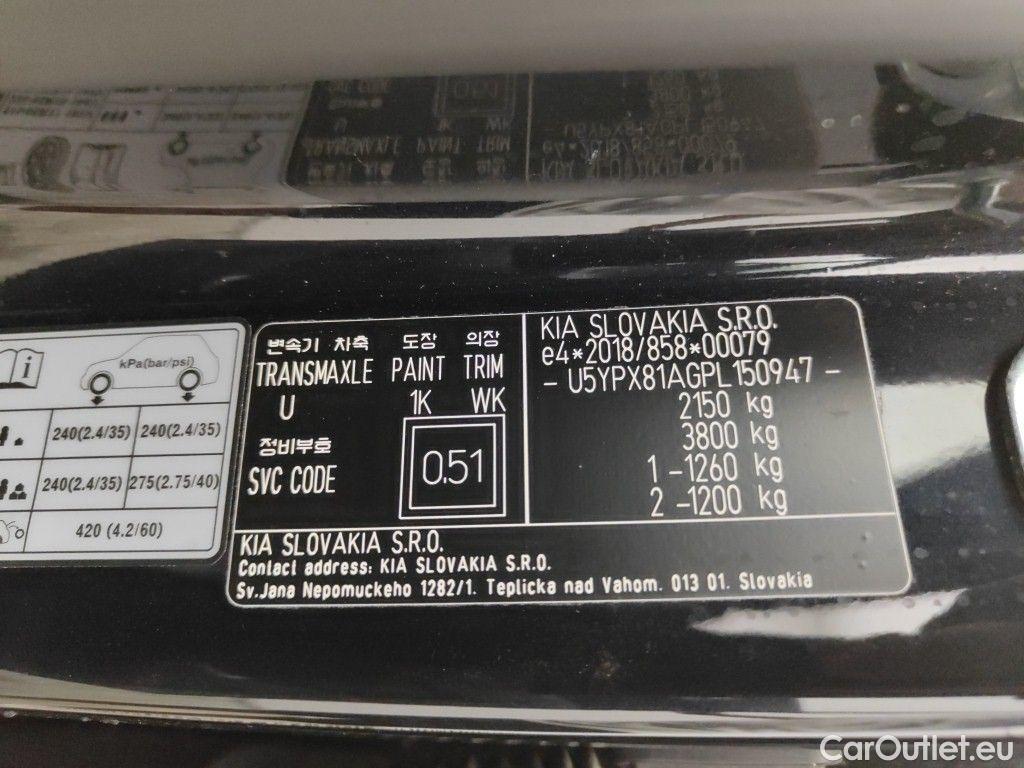 kPa(bar/psi)
240(2.4/35) 240(2.4/35)
240(2.4/35) 275(2.75/40)
420 (4.2/60)
변속기 차축 도장 의장
TRANSMAXLE PAINT TRIM
U 1K WK
정비부호
SVC CODE 0.51
KIA SLOVAKIA S.R.O.
e4*2018/858*00079
- U5YPX81AGPL150947 -
2150 kg
3800 kg
1 -1260 kg
2 -1200 kg
KIA SLOVAKIA S.R.O.
Contact address: KIA SLOVAKIA S.R.O.
Sv.Jana Nepomuckeho 1282/1. Teplicka nad Vahom. 013 01. Slovakia
CarOutlet.eu